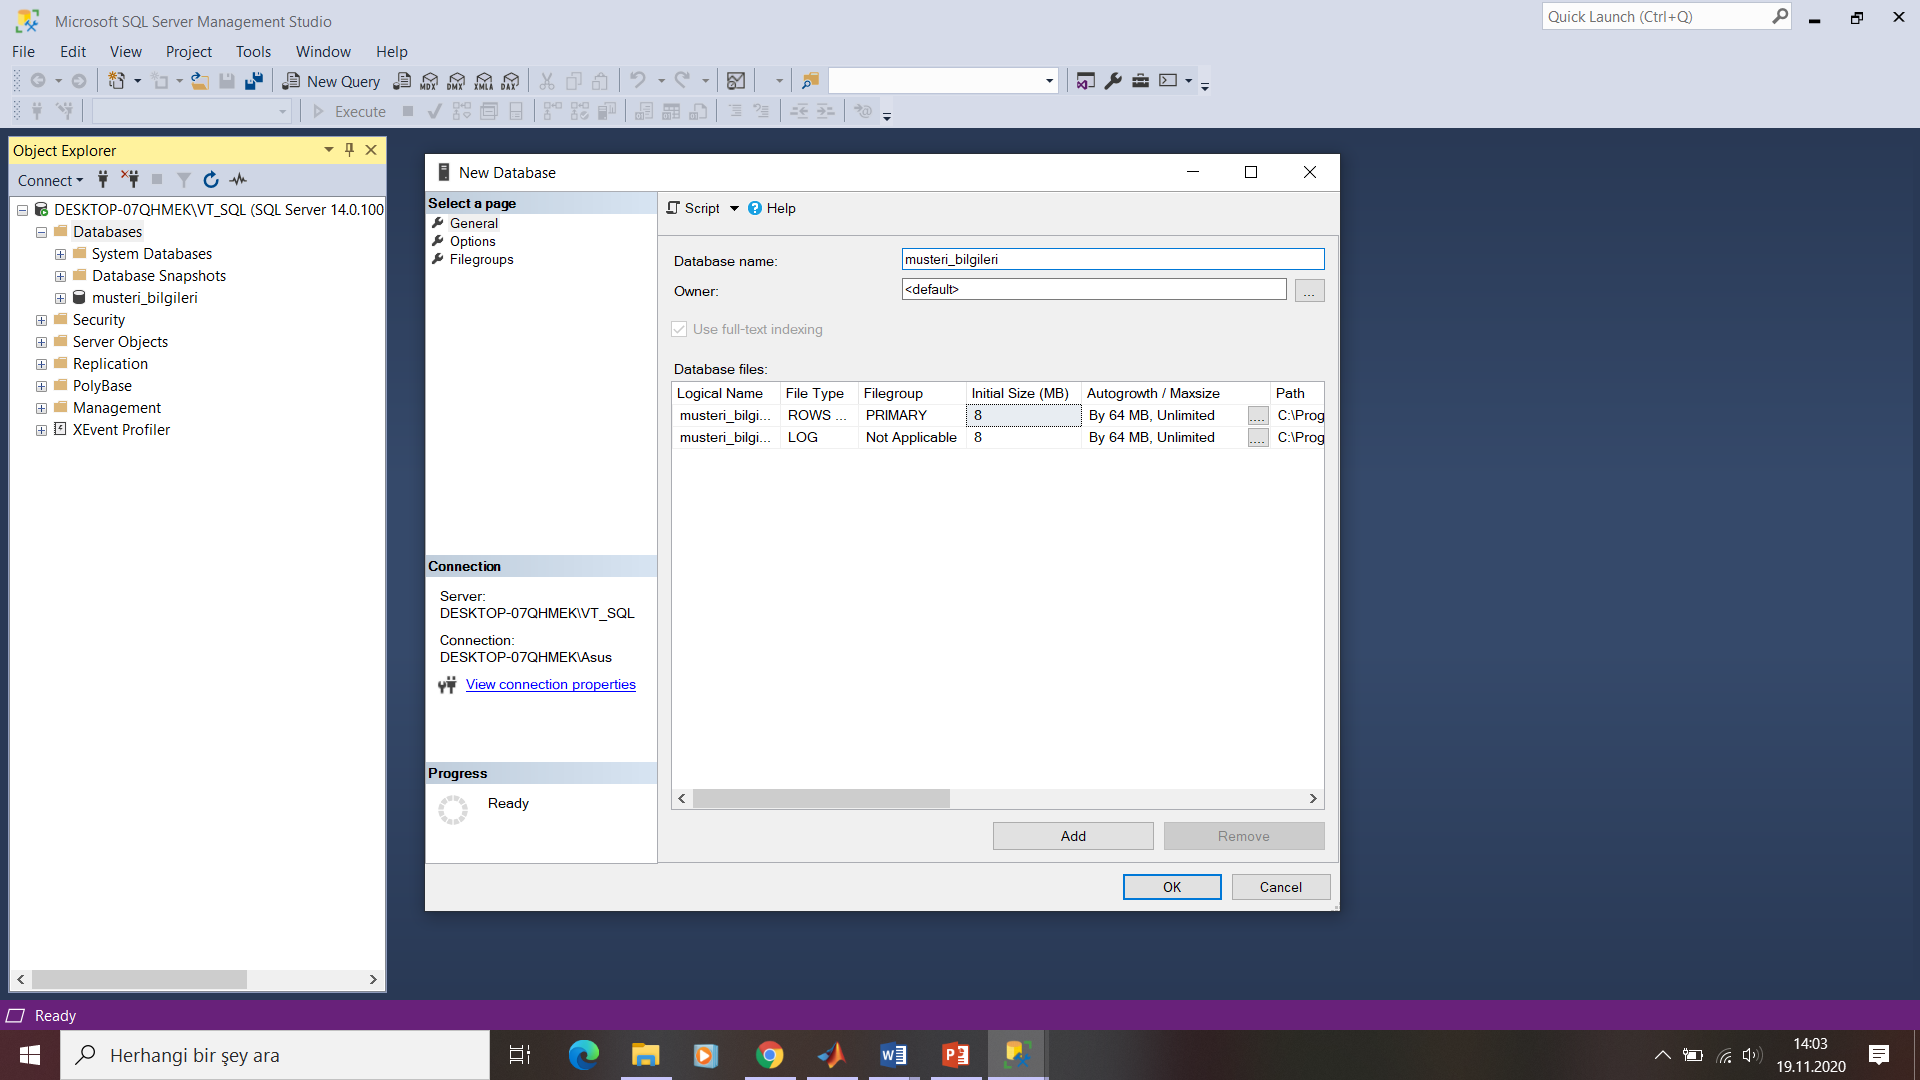 Microsoft SQL Server Management Studio
Quick Launch (Ctrl+Q)
File Edit View Project Tools Window Help
New Query MDX DMX XMLA DAX
Execute
Object Explorer
Connect
DESKTOP-07QHMEK\VT_SQL (SQL Server 14.0.100
Databases
System Databases
Database Snapshots
musteri_bilgileri
Security
Server Objects
Replication
PolyBase
Management
XEvent Profiler
New Database
Select a page
General
Options
Filegroups
Connection
Server:
DESKTOP-07QHMEK\VT_SQL
Connection:
DESKTOP-07QHMEK\Asus
View connection properties
Progress
Ready
Script Help
Database name: musteri_bilgileri
Owner: <default> ...
Use full-text indexing
Database files:
Logical Name File Type Filegroup Initial Size (MB) Autogrowth / Maxsize Path
musteri_bilgi... ROWS ... PRIMARY 8 By 64 MB, Unlimited .... C:\Prog
musteri_bilgi... LOG Not Applicable 8 By 64 MB, Unlimited .... C:\Prog
Add Remove
OK Cancel
Ready
Herhangi bir şey ara
14:03
19.11.2020